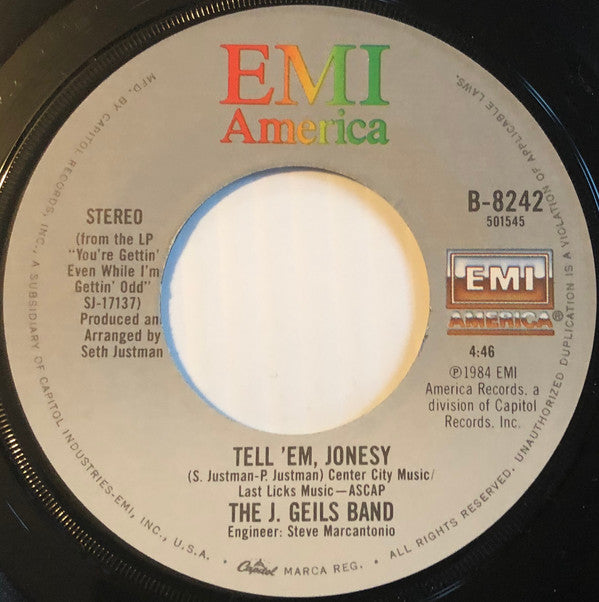 EMI
America
STEREO
(from the LP
"You're Gettin'
Even While I'm
Gettin' Odd"
SJ-17137)
Produced an
Arranged by
Seth Justman
B-8242
501545
EMI
AMERICA®
4:46
℗1984 EMI
America Records, a
division of Capitol
Records, Inc.
TELL 'EM, JONESY
(S. Justman-P. Justman) Center City Music/
Last Licks Music—ASCAP
THE J. GEILS BAND
Engineer: Steve Marcantonio
MFD. BY CAPITOL RECORDS, INC., A SUBSIDIARY OF CAPITOL INDUSTRIES-EMI, INC., U.S.A. • Capitol MARCA REG. • ALL RIGHTS RESERVED. UNAUTHORIZED DUPLICATION IS A VIOLATION OF APPLICABLE LAWS.